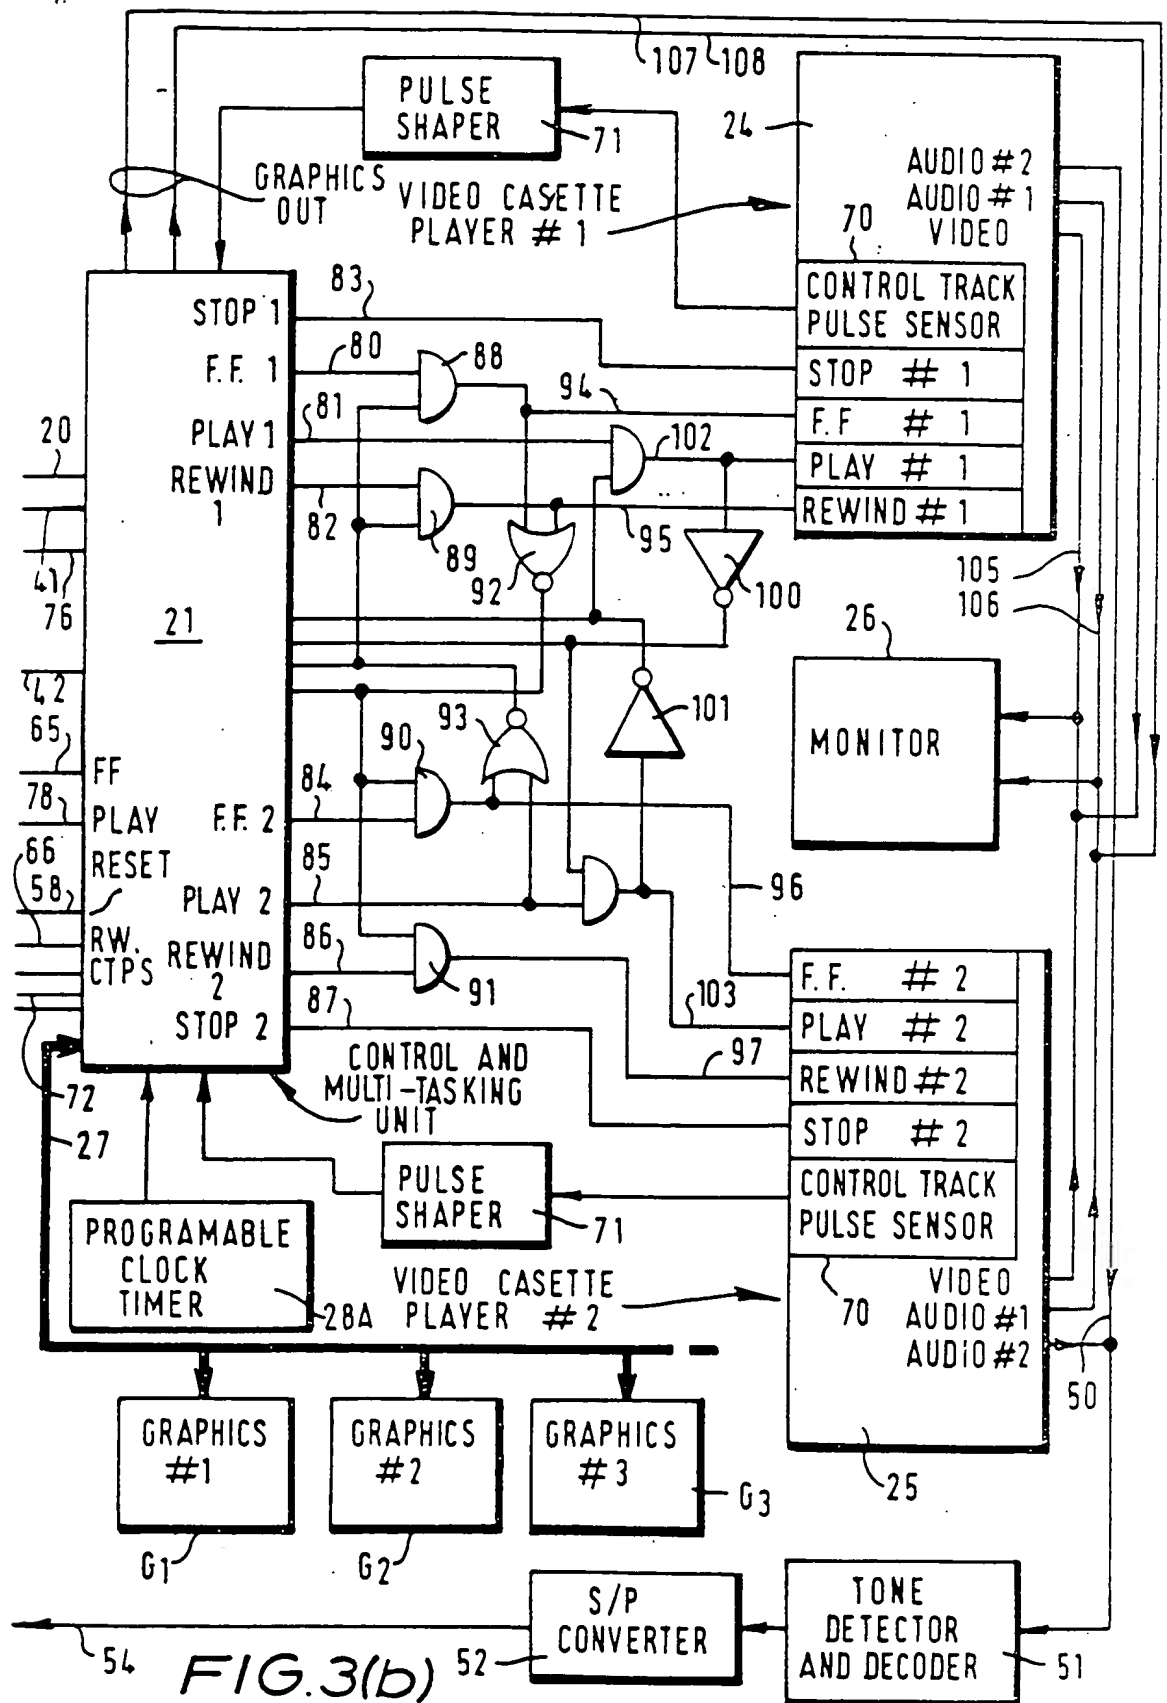 107 108
PULSE
SHAPER
71
24
GRAPHICS
OUT
VIDEO CASETTE
PLAYER # 1
AUDIO # 2
AUDIO # 1
VIDEO
70
CONTROL TRACK
PULSE SENSOR
STOP # 1
F.F # 1
PLAY # 1
REWIND # 1
STOP 1
F.F. 1
PLAY 1
REWIND
1
83
80
88
81
82
89
94
102
95
92
100
20
41
76
21
42
65
78
66
58
72
FF
PLAY
RESET
RW.
CTPS
F.F. 2
PLAY 2
REWIND
2
STOP 2
93
101
90
84
85
86
87
91
96
103
97
105
106
26
MONITOR
F.F. # 2
PLAY # 2
REWIND # 2
STOP # 2
CONTROL TRACK
PULSE SENSOR
70
VIDEO
AUDIO #1
AUDIO #2
50
25
CONTROL AND
MULTI-TASKING
UNIT
27
PULSE
SHAPER
71
PROGRAMABLE
CLOCK
TIMER
28A
VIDEO CASETTE
PLAYER # 2
GRAPHICS
#1
GRAPHICS
#2
GRAPHICS
#3
G1
G2
G3
S/P
CONVERTER
52
TONE
DETECTOR
AND DECODER
51
54
FIG.3(b)